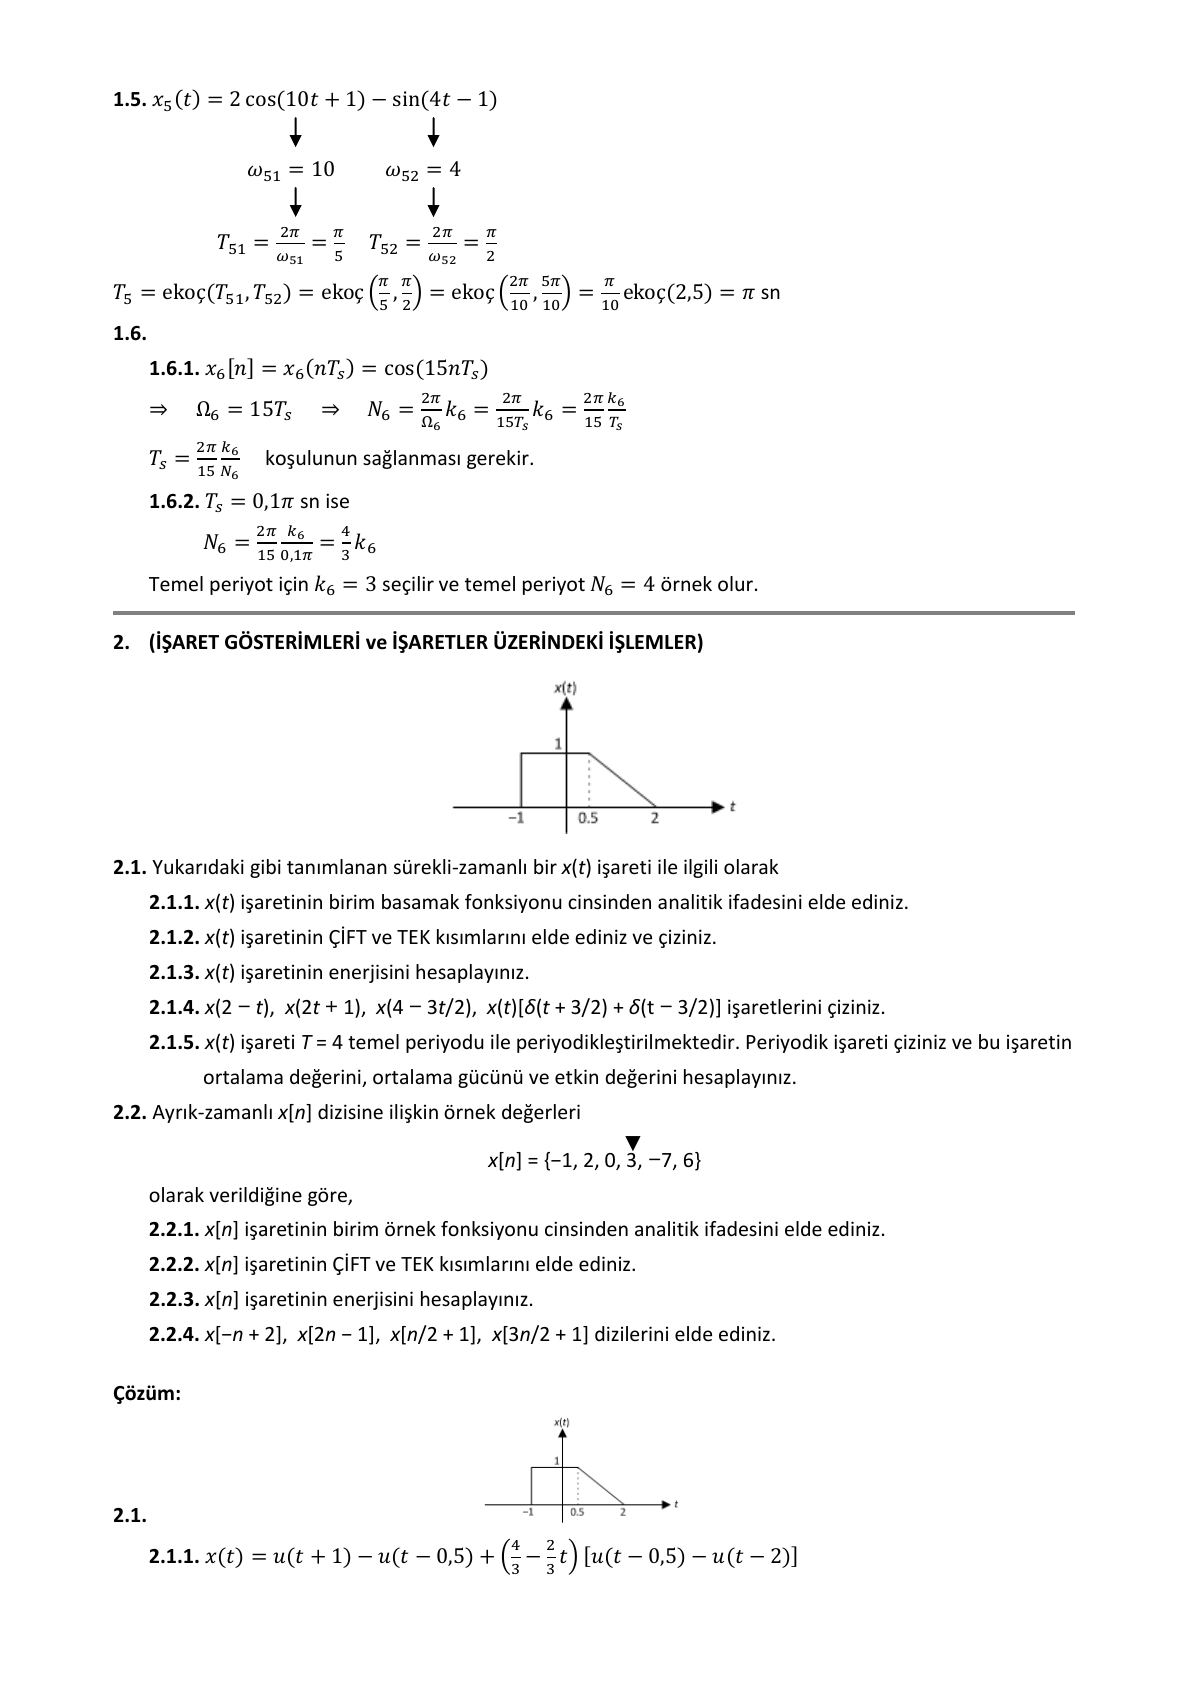 1.5. x₅(t) = 2 cos(10t + 1) − sin(4t − 1)
ω₅₁ = 10 ω₅₂ = 4
T₅₁ = 2π/ω₅₁ = π/5 T₅₂ = 2π/ω₅₂ = π/2
T₅ = ekoç(T₅₁, T₅₂) = ekoç(π/5, π/2) = ekoç(2π/10, 5π/10) = π/10 ekoç(2,5) = π sn
1.6.
1.6.1. x₆[n] = x₆(nTₛ) = cos(15nTₛ)
⇒ Ω₆ = 15Tₛ ⇒ N₆ = 2π/Ω₆ k₆ = 2π/15Tₛ k₆ = 2π/15 k₆/Tₛ
Tₛ = 2π/15 k₆/N₆ koşulunun sağlanması gerekir.
1.6.2. Tₛ = 0,1π sn ise
N₆ = 2π/15 k₆/0,1π = 4/3 k₆
Temel periyot için k₆ = 3 seçilir ve temel periyot N₆ = 4 örnek olur.
2. (İŞARET GÖSTERİMLERİ ve İŞARETLER ÜZERİNDEKİ İŞLEMLER)
x(t)
1
t
−1 0.5 2
2.1. Yukarıdaki gibi tanımlanan sürekli-zamanlı bir x(t) işareti ile ilgili olarak
2.1.1. x(t) işaretinin birim basamak fonksiyonu cinsinden analitik ifadesini elde ediniz.
2.1.2. x(t) işaretinin ÇİFT ve TEK kısımlarını elde ediniz ve çiziniz.
2.1.3. x(t) işaretinin enerjisini hesaplayınız.
2.1.4. x(2 − t), x(2t + 1), x(4 − 3t/2), x(t)[δ(t + 3/2) + δ(t − 3/2)] işaretlerini çiziniz.
2.1.5. x(t) işareti T = 4 temel periyodu ile periyodikleştirilmektedir. Periyodik işareti çiziniz ve bu işaretin
ortalama değerini, ortalama gücünü ve etkin değerini hesaplayınız.
2.2. Ayrık-zamanlı x[n] dizisine ilişkin örnek değerleri
▼
x[n] = {−1, 2, 0, 3, −7, 6}
olarak verildiğine göre,
2.2.1. x[n] işaretinin birim örnek fonksiyonu cinsinden analitik ifadesini elde ediniz.
2.2.2. x[n] işaretinin ÇİFT ve TEK kısımlarını elde ediniz.
2.2.3. x[n] işaretinin enerjisini hesaplayınız.
2.2.4. x[−n + 2], x[2n − 1], x[n/2 + 1], x[3n/2 + 1] dizilerini elde ediniz.
Çözüm:
x(t)
1
t
−1 0.5 2
2.1.
2.1.1. x(t) = u(t + 1) − u(t − 0,5) + (4/3 − 2/3 t) [u(t − 0,5) − u(t − 2)]